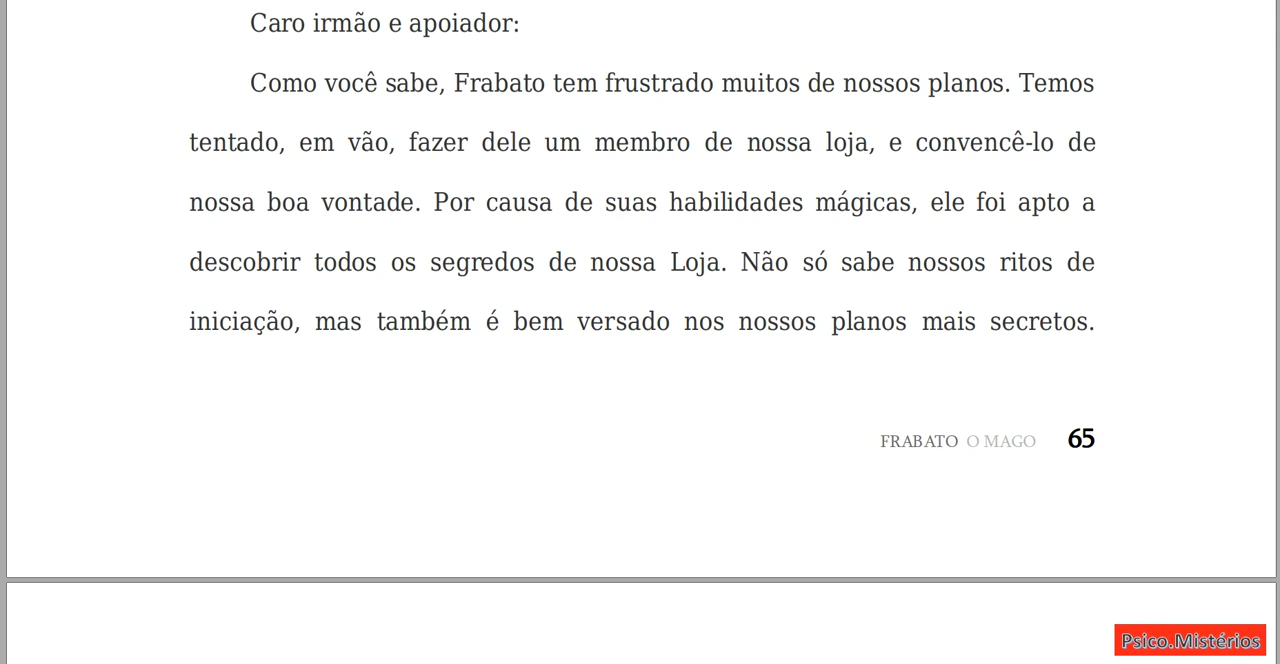 Caro irmão e apoiador:
Como você sabe, Frabato tem frustrado muitos de nossos planos. Temos
tentado, em vão, fazer dele um membro de nossa loja, e convencê-lo de
nossa boa vontade. Por causa de suas habilidades mágicas, ele foi apto a
descobrir todos os segredos de nossa Loja. Não só sabe nossos ritos de
iniciação, mas também é bem versado nos nossos planos mais secretos.
FRABATO O MAGO 65
Psico.Mistérios